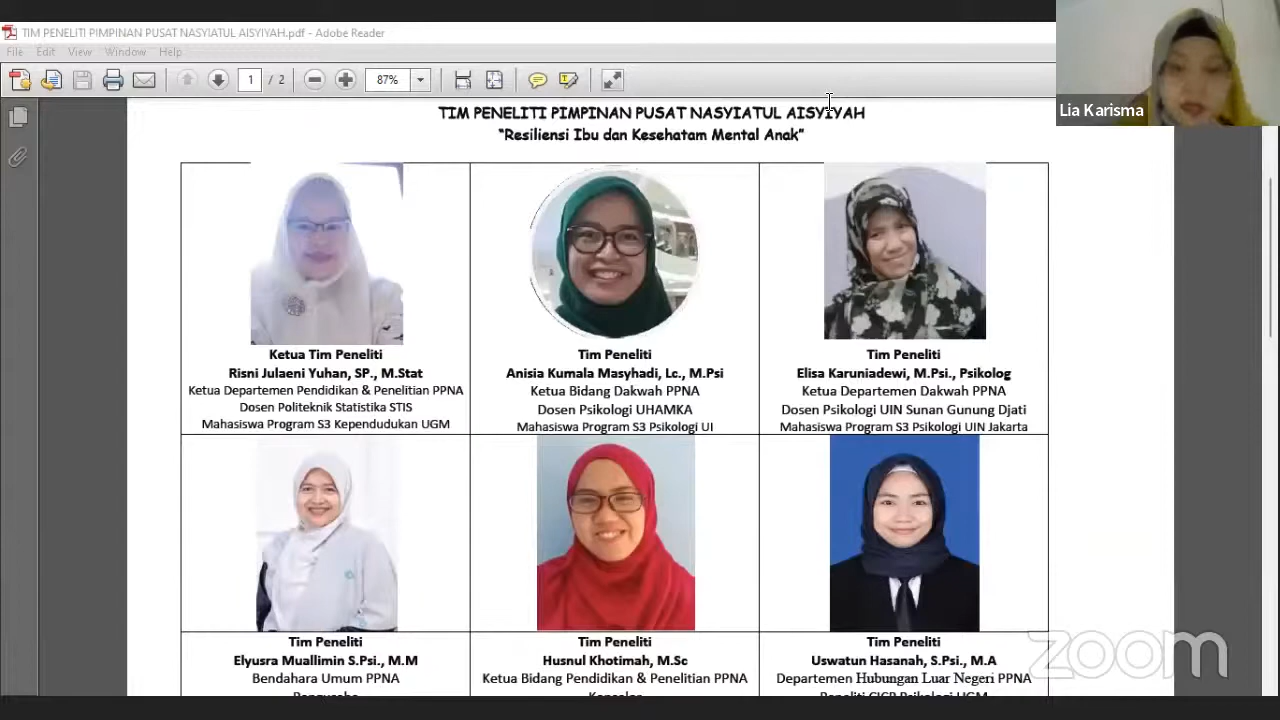 TIM PENELITI PIMPINAN PUSAT NASYIATUL AISYIYAH.pdf - Adobe Reader
File Edit View Window Help
1 / 2 87%
Lia Karisma
TIM PENELITI PIMPINAN PUSAT NASYIATUL AISYIYAH
“Resiliensi Ibu dan Kesehatam Mental Anak”
Ketua Tim Peneliti
Risni Julaeni Yuhan, SP., M.Stat
Ketua Departemen Pendidikan & Penelitian PPNA
Dosen Politeknik Statistika STIS
Mahasiswa Program S3 Kependudukan UGM
Tim Peneliti
Anisia Kumala Masyhadi, Lc., M.Psi
Ketua Bidang Dakwah PPNA
Dosen Psikologi UHAMKA
Mahasiswa Program S3 Psikologi UI
Tim Peneliti
Elisa Karuniadewi, M.Psi., Psikolog
Ketua Departemen Dakwah PPNA
Dosen Psikologi UIN Sunan Gunung Djati
Mahasiswa Program S3 Psikologi UIN Jakarta
Tim Peneliti
Elyusra Muallimin S.Psi., M.M
Bendahara Umum PPNA
Pengusaha
Tim Peneliti
Husnul Khotimah, M.Sc
Ketua Bidang Pendidikan & Penelitian PPNA
Konselor
Tim Peneliti
Uswatun Hasanah, S.Psi., M.A
Departemen Hubungan Luar Negeri PPNA
Peneliti CICP Psikologi UGM
zoom